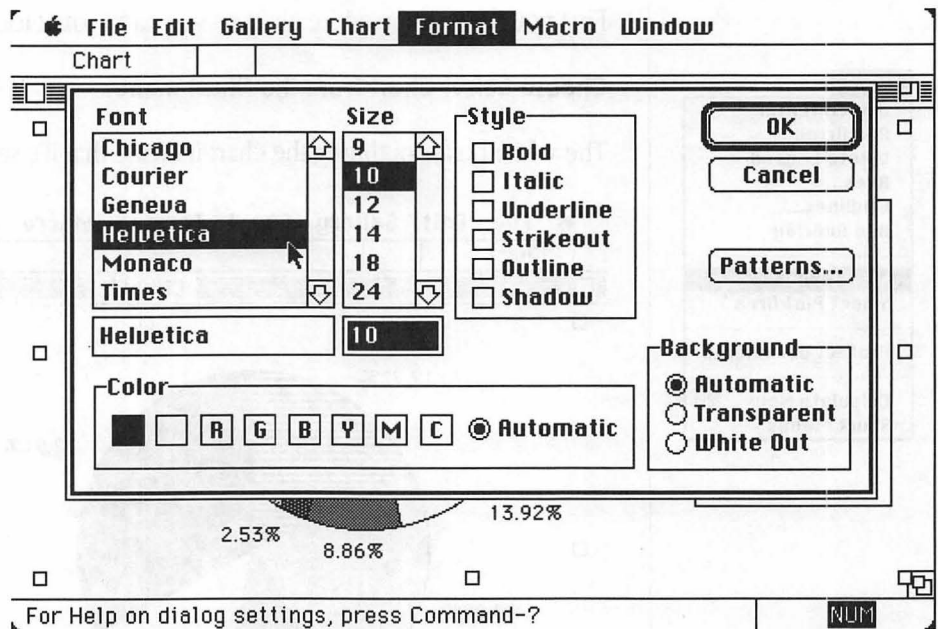 File Edit Gallery Chart Format Macro Window
Chart
Font
Chicago
Courier
Geneva
Helvetica
Monaco
Times
Helvetica
Size
9
10
12
14
18
24
10
Style
Bold
Italic
Underline
Strikeout
Outline
Shadow
OK
Cancel
Patterns...
Color
R G B Y M C Automatic
Background
Automatic
Transparent
White Out
2.53%
8.86%
13.92%
For Help on dialog settings, press Command-?
NUM